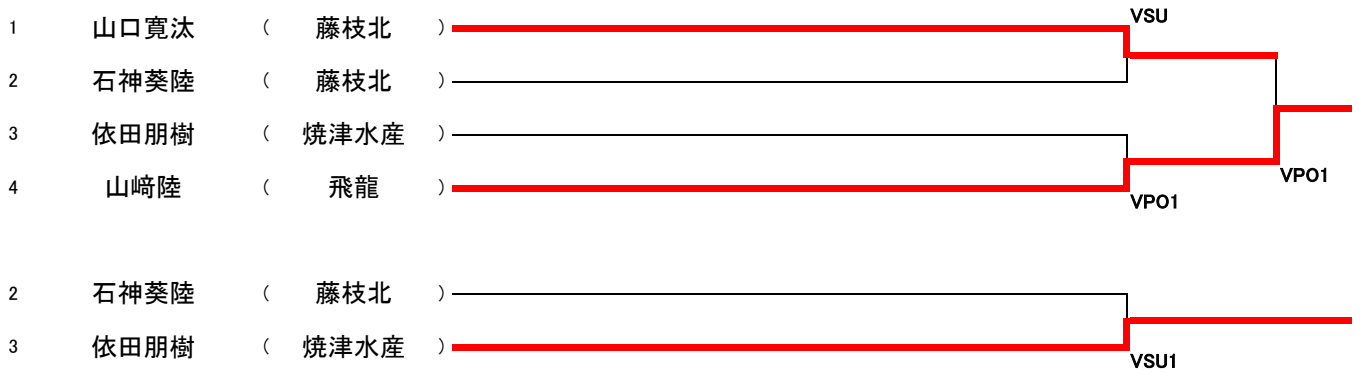 VSU
1 山口寛汰 ( 藤枝北 )
2 石神葵陸 ( 藤枝北 )
3 依田朋樹 ( 焼津水産 )
VPO1
4 山﨑陸 ( 飛龍 )
VPO1
2 石神葵陸 ( 藤枝北 )
3 依田朋樹 ( 焼津水産 )
VSU1